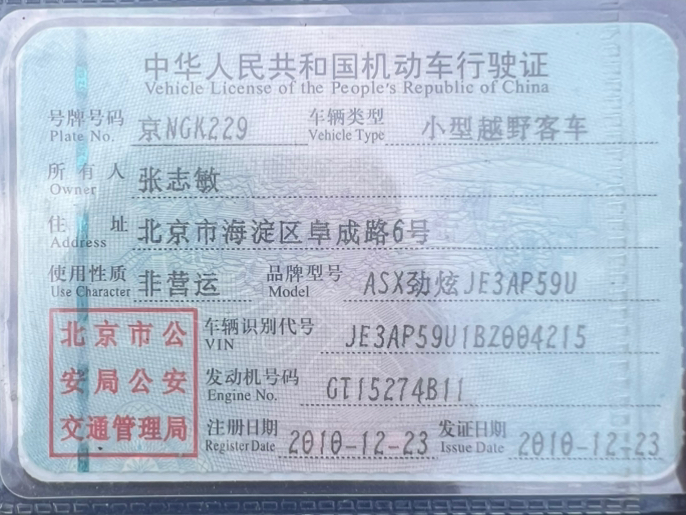 中华人民共和国机动车行驶证
Vehicle License of the People's Republic of China
号牌号码 京NGK229 车辆类型 小型越野客车
Plate No. Vehicle Type
所有人 张志敏
Owner
住址 北京市海淀区阜成路6号
Address
使用性质 非营运 品牌型号 ASX劲炫JE3AP59U
Use Character Model
北京市公安局公安交通管理局
车辆识别代号 JE3AP59U1BZ004215
VIN
发动机号码 GT15274B11
Engine No.
注册日期 2010-12-23 发证日期 2010-12-23
Register Date Issue Date